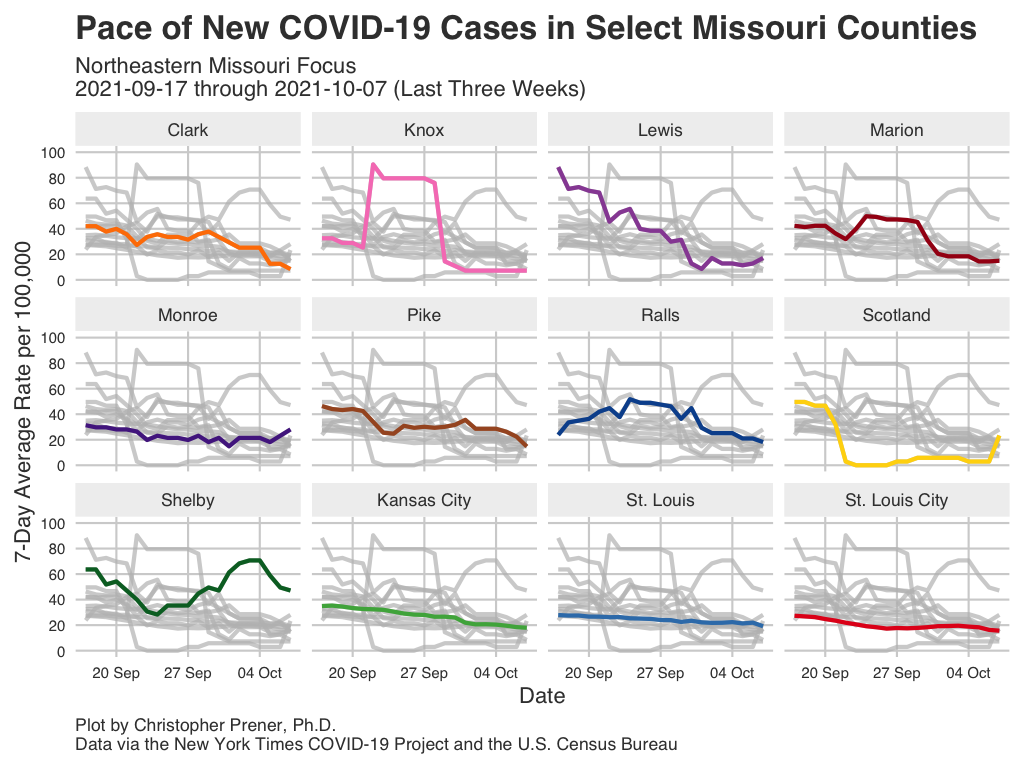 Pace of New COVID-19 Cases in Select Missouri Counties
Northeastern Missouri Focus
2021-09-17 through 2021-10-07 (Last Three Weeks)
7-Day Average Rate per 100,000
Clark Knox Lewis Marion
100
80
60
40
20
0
Monroe Pike Ralls Scotland
100
80
60
40
20
0
Shelby Kansas City St. Louis St. Louis City
100
80
60
40
20
0
20 Sep 27 Sep 04 Oct 20 Sep 27 Sep 04 Oct 20 Sep 27 Sep 04 Oct 20 Sep 27 Sep 04 Oct
Date
Plot by Christopher Prener, Ph.D.
Data via the New York Times COVID-19 Project and the U.S. Census Bureau